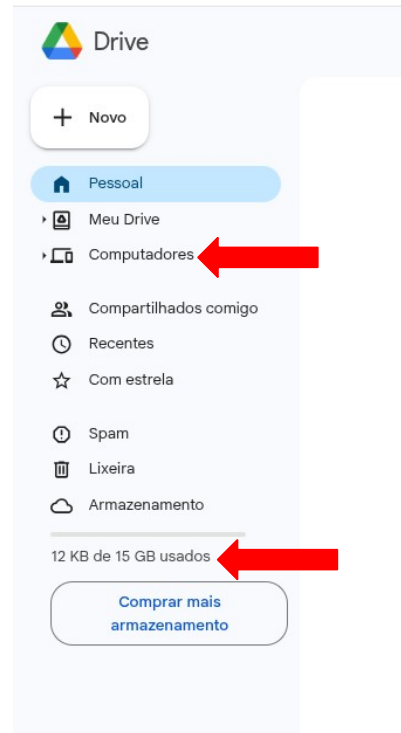 Drive
Novo
Pessoal
Meu Drive
Computadores
Compartilhados comigo
Recentes
Com estrela
Spam
Lixeira
Armazenamento
12 KB de 15 GB usados
Comprar mais
armazenamento